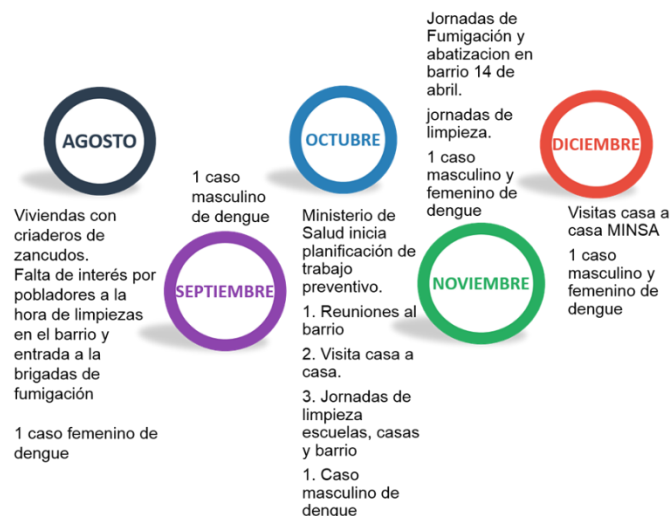 AGOSTO
Viviendas con
criaderos de
zancudos.
Falta de interés por
pobladores a la
hora de limpiezas
en el barrio y
entrada a la
brigadas de
fumigación
1 caso femenino de
dengue
1 caso
masculino
de dengue
SEPTIEMBRE
OCTUBRE
Ministerio de
Salud inicia
planificación de
trabajo
preventivo.
1. Reuniones al
barrio
2. Visita casa a
casa.
3. Jornadas de
limpieza
escuelas, casas
y barrio
1. Caso
masculino de
dengue
Jornadas de
Fumigación y
abatizacion en
barrio 14 de
abril.
jornadas de
limpieza.
1 caso
masculino y
femenino de
dengue
NOVIEMBRE
DICIEMBRE
Visitas casa a
casa MINSA
1 caso
masculino y
femenino de
dengue